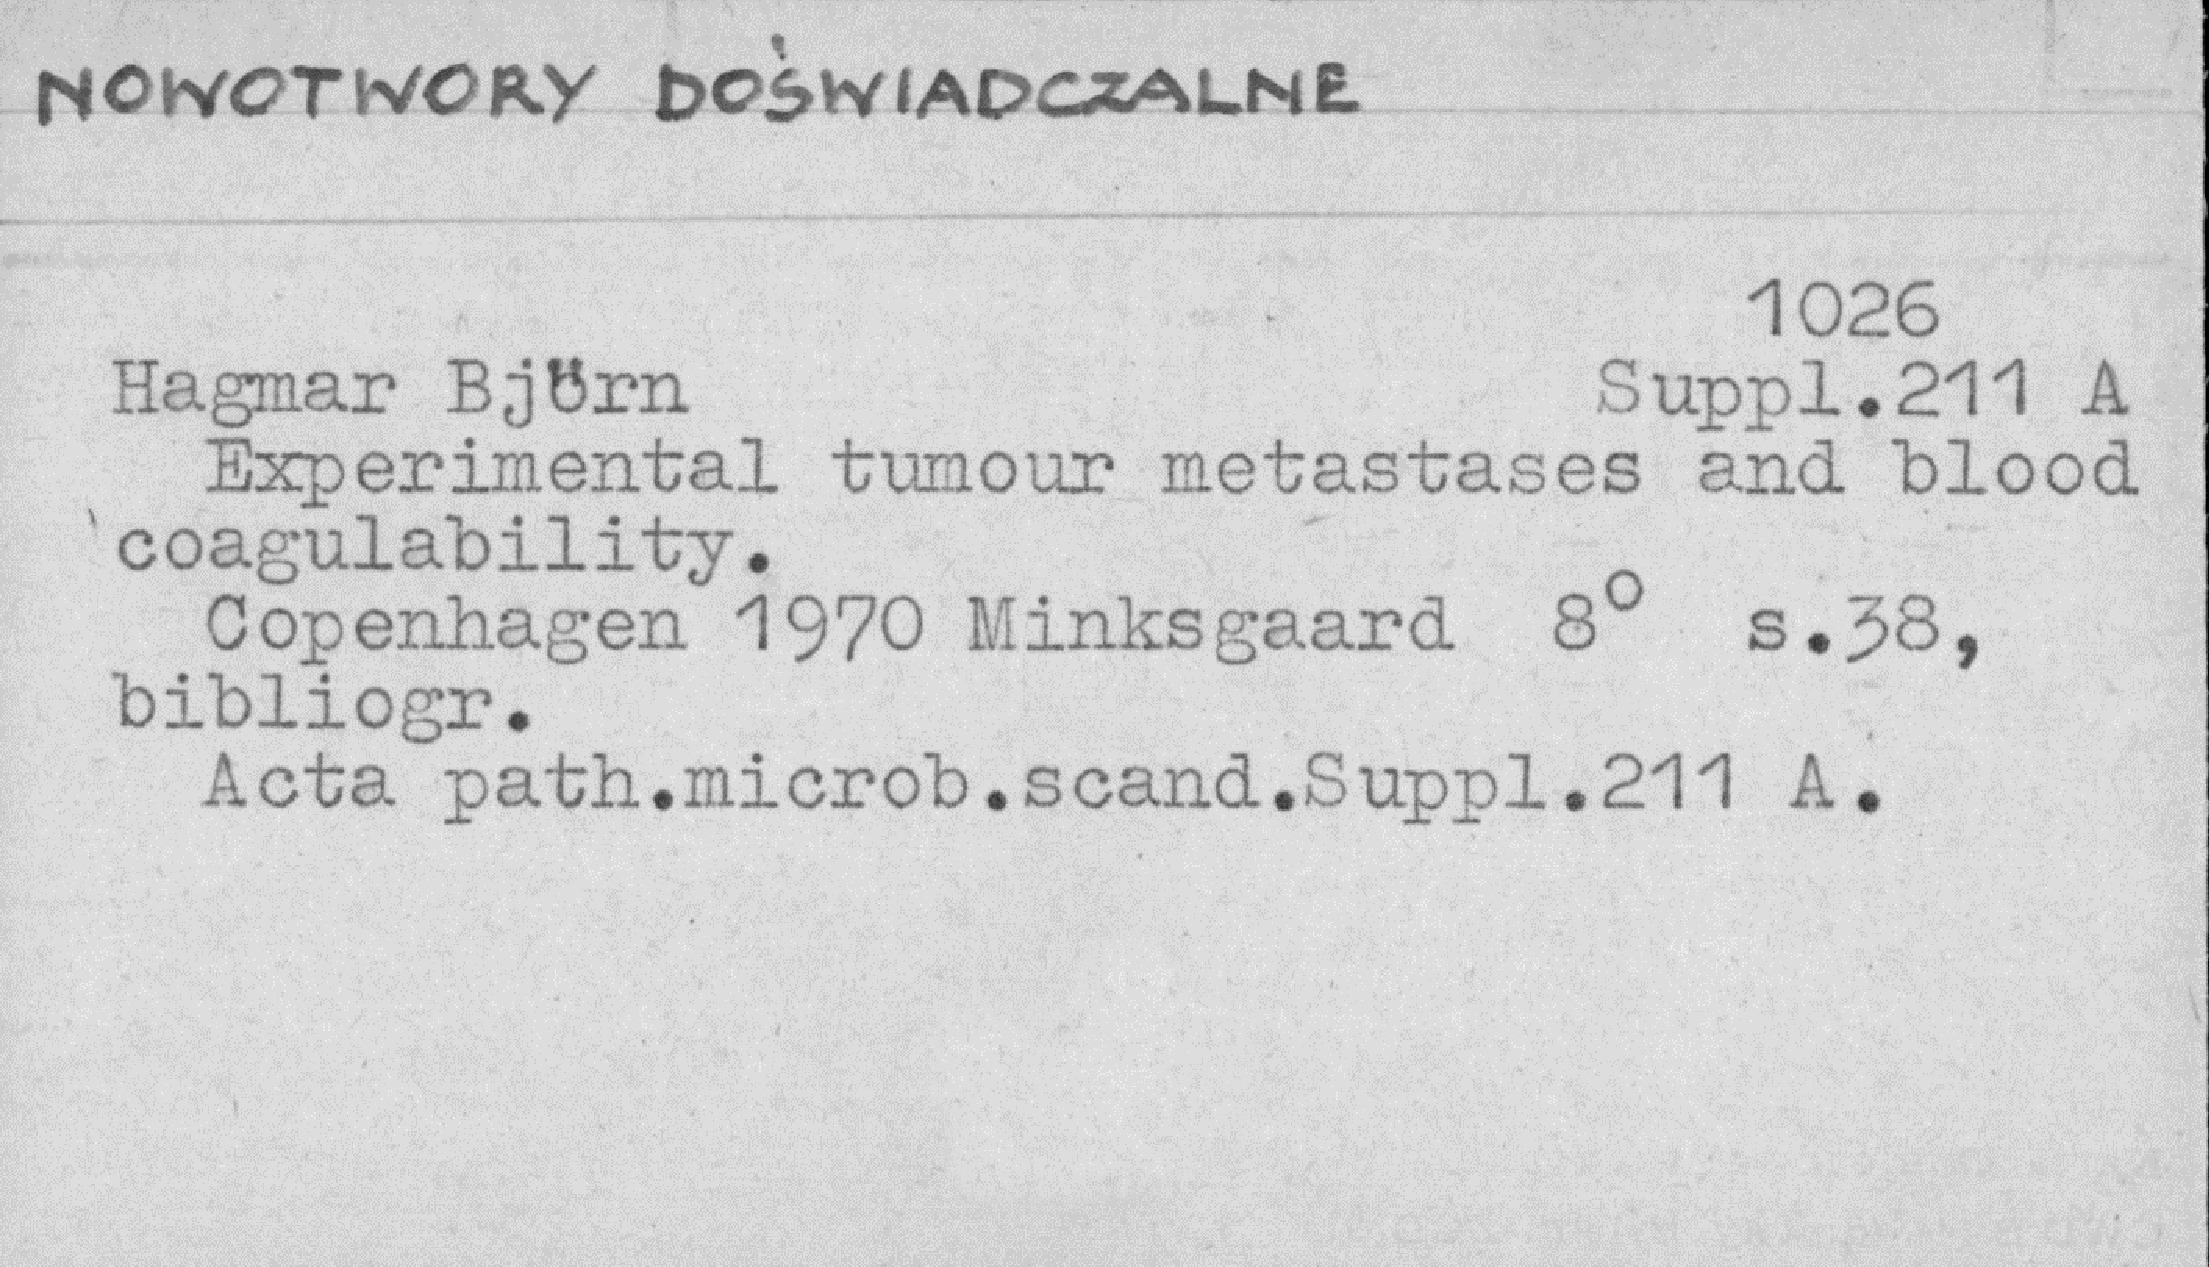 NOWOTWORY DOŚWIADCZALNE
1026
Hagmar Björn Suppl.211 A
Experimental tumour metastases and blood
coagulability.
Copenhagen 1970 Minksgaard 8° s.38,
bibliogr.
Acta path.microb.scand.Suppl.211 A.